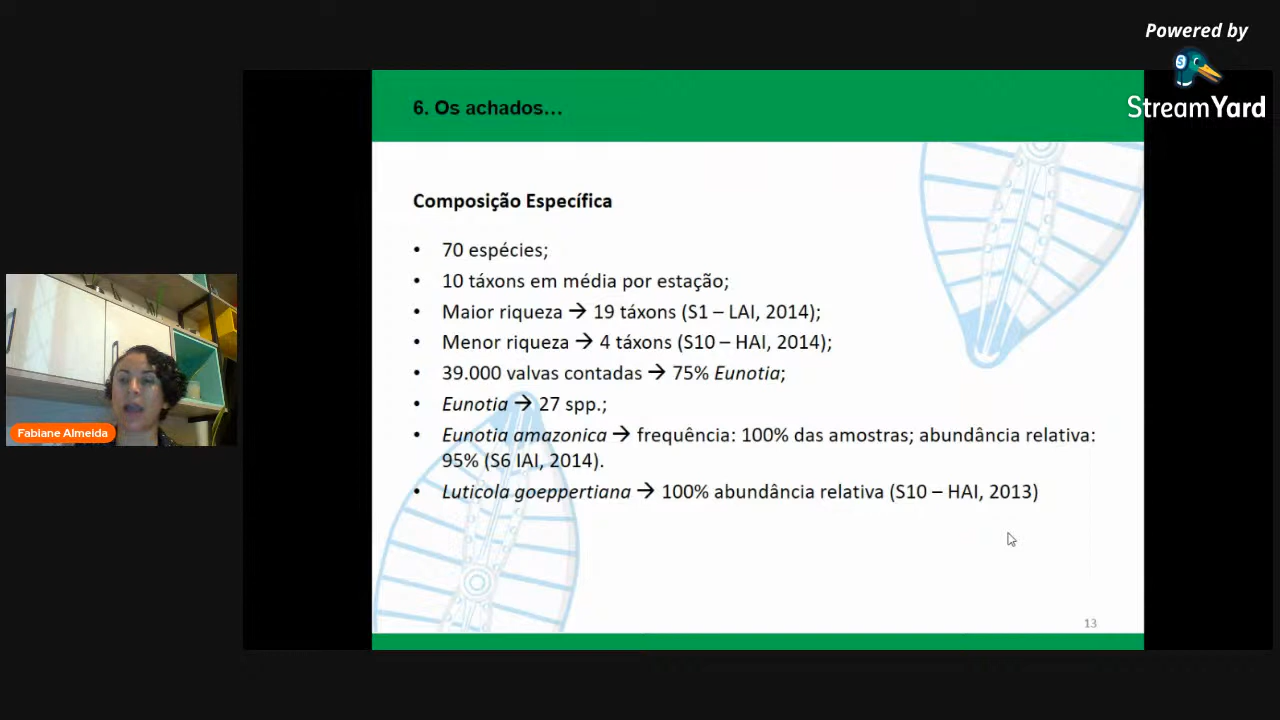 Powered by
StreamYard
6. Os achados...
Composição Específica
• 70 espécies;
• 10 táxons em média por estação;
• Maior riqueza → 19 táxons (S1 – LAI, 2014);
• Menor riqueza → 4 táxons (S10 – HAI, 2014);
• 39.000 valvas contadas → 75% Eunotia;
• Eunotia → 27 spp.;
• Eunotia amazonica → frequência: 100% das amostras; abundância relativa:
95% (S6 IAI, 2014).
• Luticola goeppertiana → 100% abundância relativa (S10 – HAI, 2013)
Fabiane Almeida
13